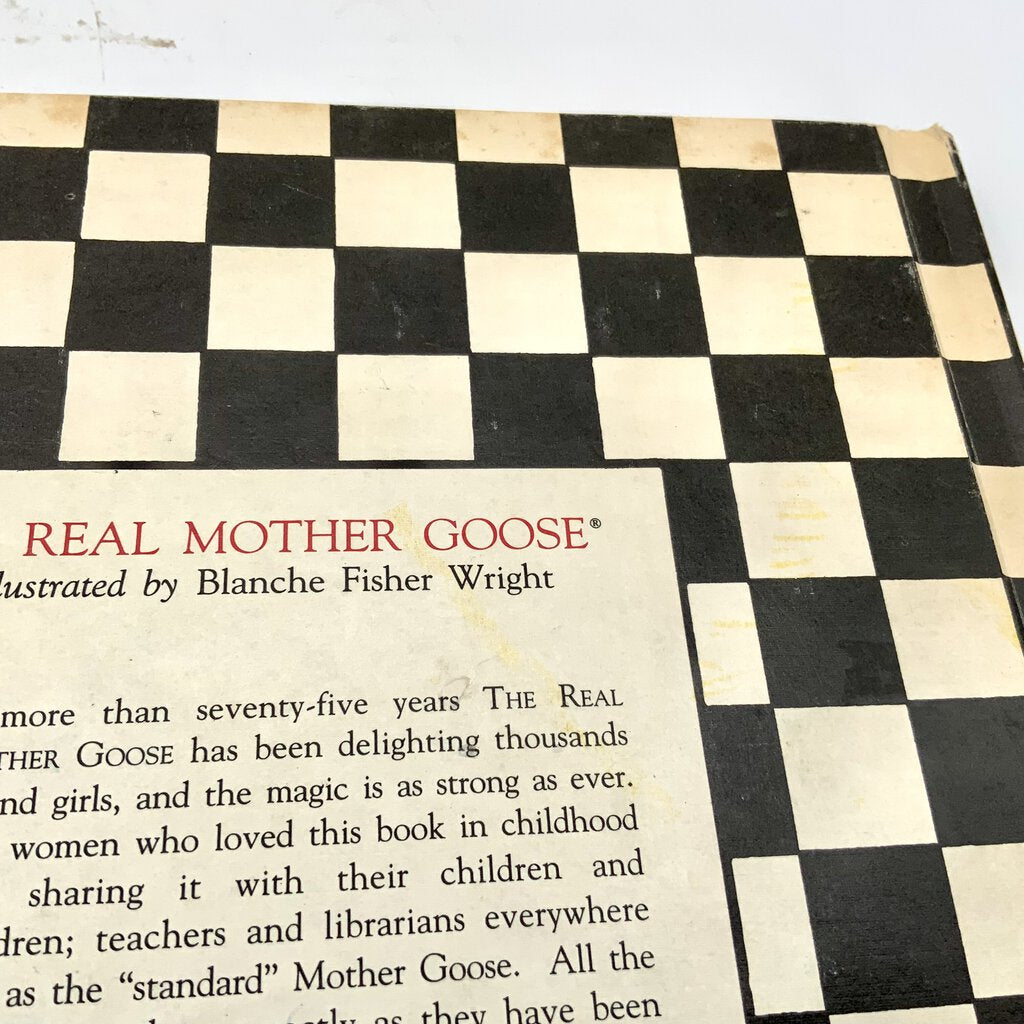 REAL MOTHER GOOSE®
lustrated by Blanche Fisher Wright
more than seventy-five years THE REAL
THER GOOSE has been delighting thousands
nd girls, and the magic is as strong as ever.
women who loved this book in childhood
sharing it with their children and
dren; teachers and librarians everywhere
as the “standard” Mother Goose. All the
as they have been